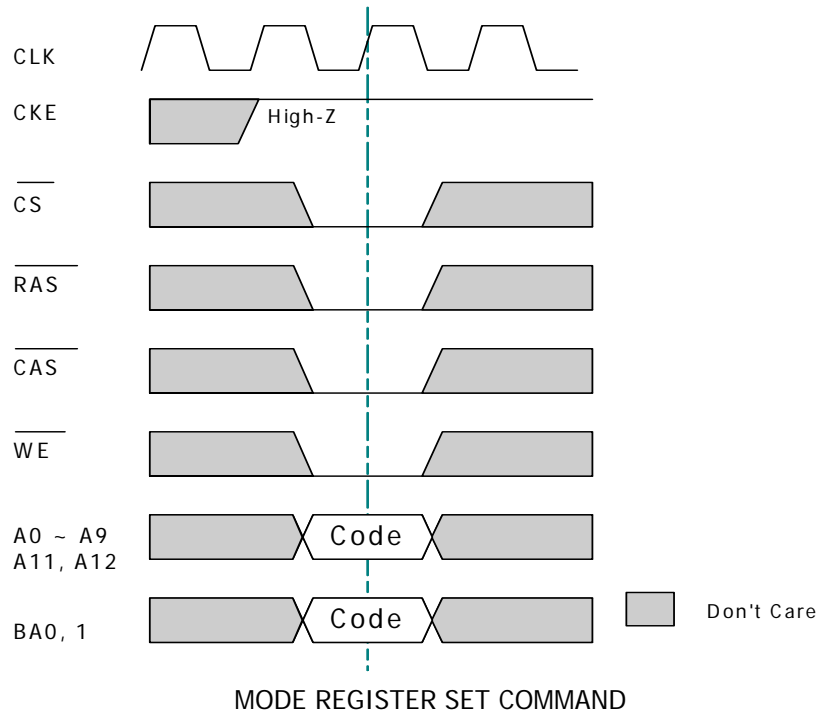 CLK
CKE
High-Z
CS
RAS
CAS
WE
A0 ~ A9
A11, A12
Code
BA0, 1
Code
Don't Care
MODE REGISTER SET COMMAND